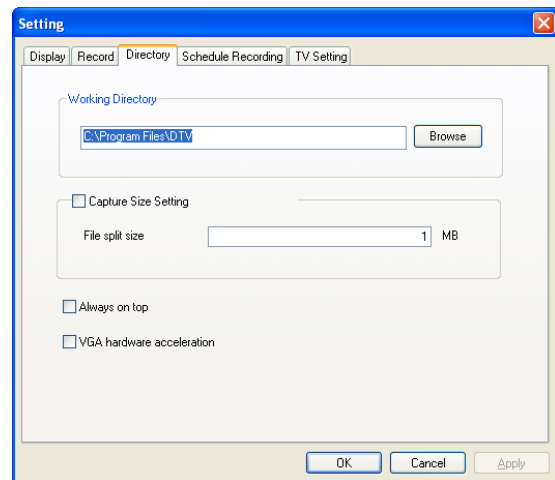 Setting
Display Record Directory Schedule Recording TV Setting
Working Directory
C:\Program Files\DTV Browse
Capture Size Setting
File split size 1 MB
Always on top
VGA hardware acceleration
OK Cancel Apply